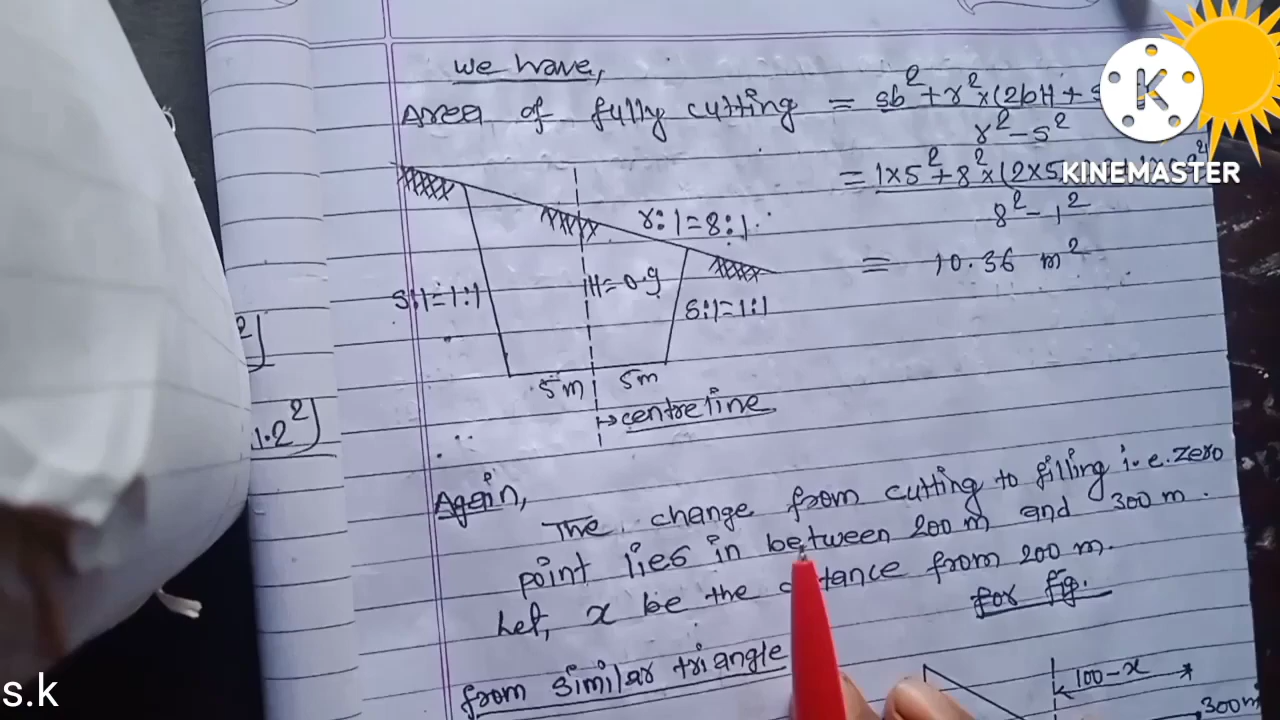 we have,
Area of fully cutting = sb²+r²×(2bH+s
r²-s²
= 1×5²+8²×(2×5
8²-1²
= 10.36 m²
r:1=8:1
S:1=1:1
H=0.9
S:1=1:1
5m
5m
→centreline
²]
1.2²)
Again,
The change from cutting to filling i.e. zero
point lies in between 200 m and 300 m.
Let, x be the distance from 200 m.
for fig.
from similar triangle
100-x
300m
K
KINEMASTER
s.k